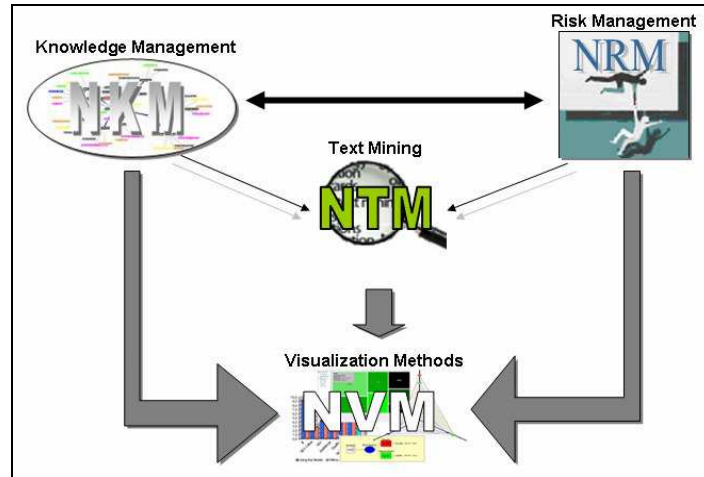 Risk Management
Knowledge Management
NRM
NKM
Text Mining
NTM
Visualization Methods
NVM